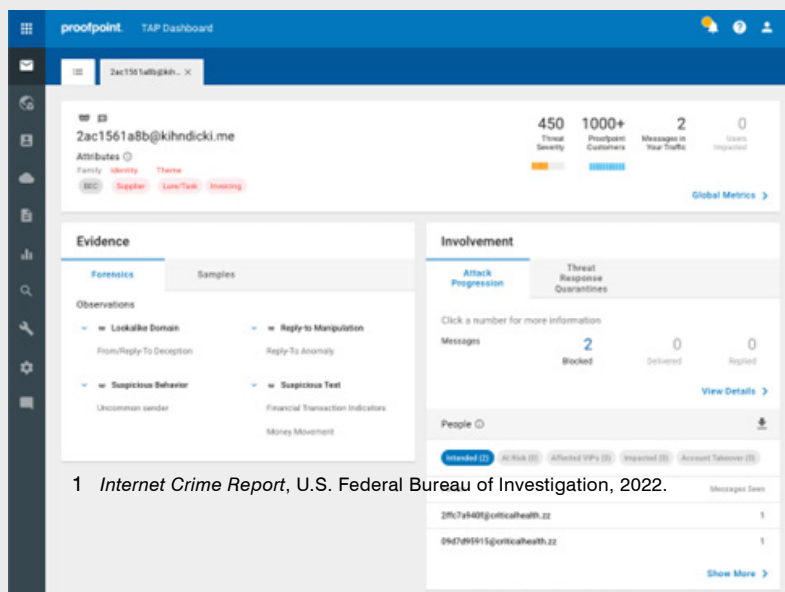 proofpoint. TAP Dashboard
2ac1561a8b@kihndicki.me
Attributes
Family Identity Theme
BEC Supplier Lure/Task Invoicing
450 1000+ 2 0
Threat Severity Proofpoint Customers Messages in Your Traffic Users Impacted
Global Metrics
Evidence
Forensics Samples
Observations
Lookalike Domain Reply-to Manipulation
From/Reply-To Deception Reply-To Anomaly
Suspicious Behavior Suspicious Text
Uncommon sender Financial Transaction Indicators
Money Movement
Involvement
Attack Progression Threat Response Quarantines
Click a number for more information
Messages 2 0 0
Blocked Delivered Replied
View Details
People
Intended (2) At Risk (0) Affected VIPs (0) Impacted (0) Account Takeover (0)
1 Internet Crime Report, U.S. Federal Bureau of Investigation, 2022.
Messages Seen
2ffc7a940f@criticalhealth.zz 1
09d7d95915@criticalhealth.zz 1
Show More